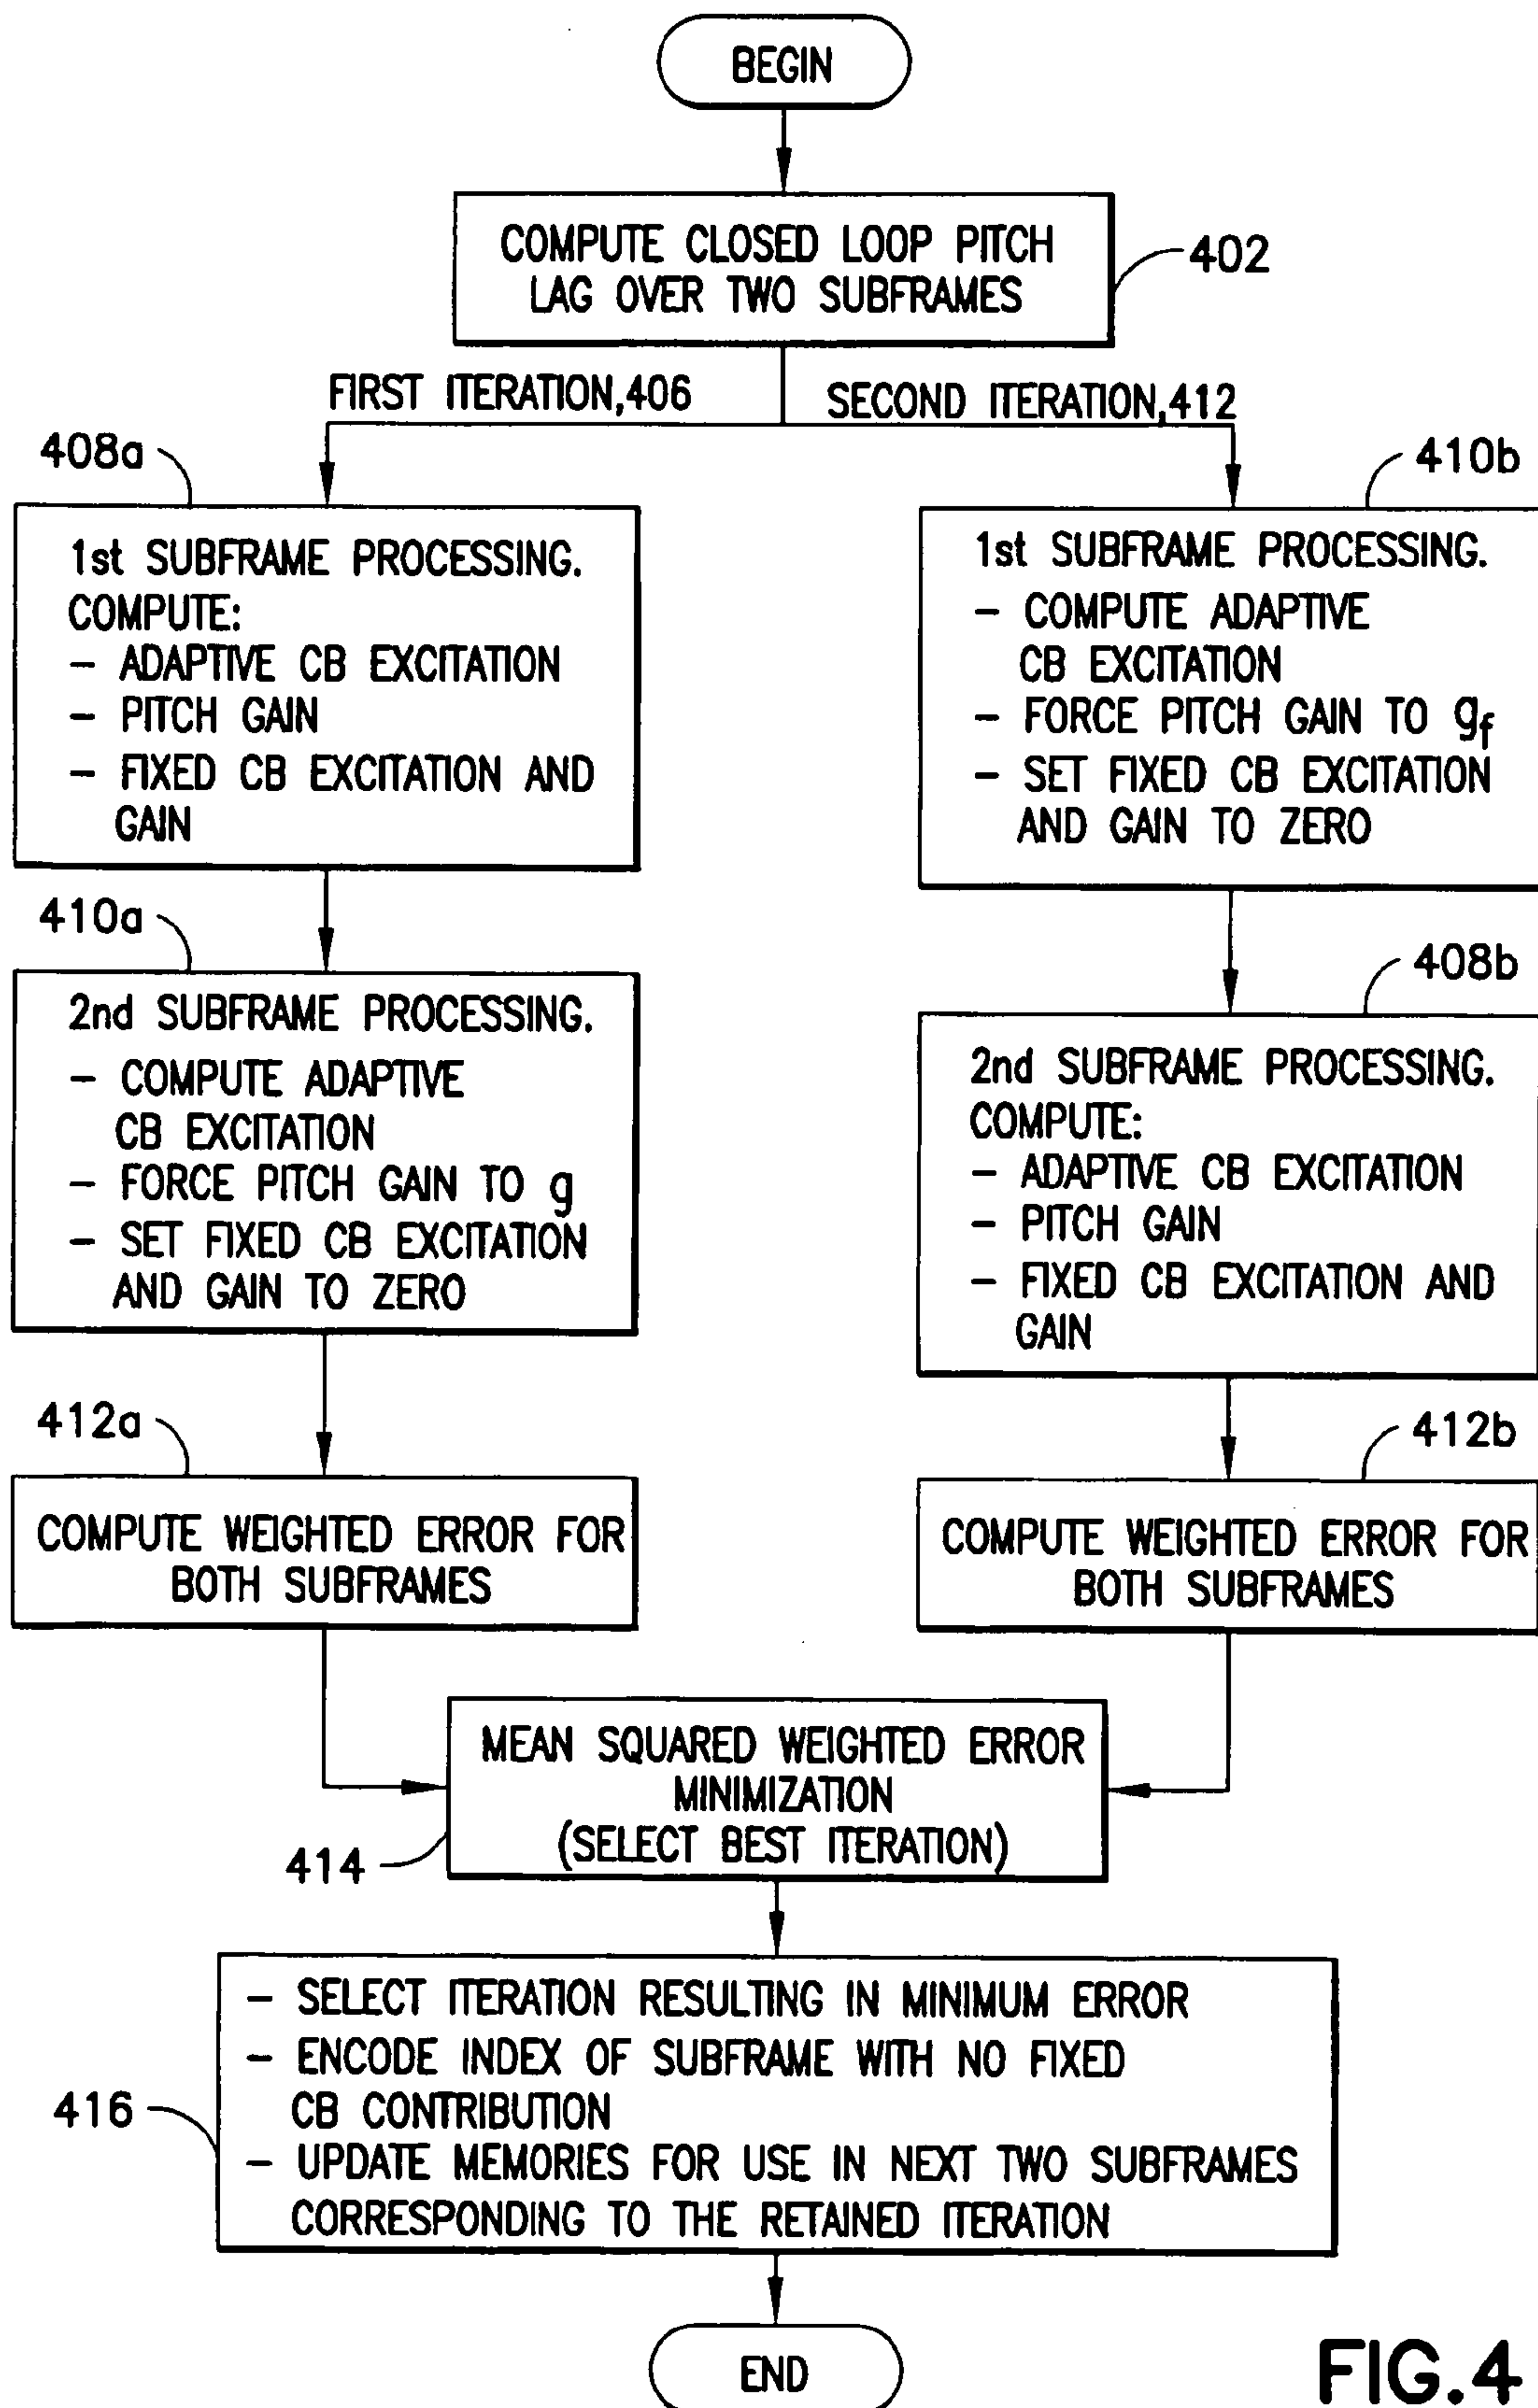 BEGIN
COMPUTE CLOSED LOOP PITCH
LAG OVER TWO SUBFRAMES
402
FIRST ITERATION,406
SECOND ITERATION,412
408a
1st SUBFRAME PROCESSING.
COMPUTE:
- ADAPTIVE CB EXCITATION
- PITCH GAIN
- FIXED CB EXCITATION AND
GAIN
410b
1st SUBFRAME PROCESSING.
- COMPUTE ADAPTIVE
CB EXCITATION
- FORCE PITCH GAIN TO gf
- SET FIXED CB EXCITATION
AND GAIN TO ZERO
410a
2nd SUBFRAME PROCESSING.
- COMPUTE ADAPTIVE
CB EXCITATION
- FORCE PITCH GAIN TO g
- SET FIXED CB EXCITATION
AND GAIN TO ZERO
408b
2nd SUBFRAME PROCESSING.
COMPUTE:
- ADAPTIVE CB EXCITATION
- PITCH GAIN
- FIXED CB EXCITATION AND
GAIN
412a
COMPUTE WEIGHTED ERROR FOR
BOTH SUBFRAMES
412b
COMPUTE WEIGHTED ERROR FOR
BOTH SUBFRAMES
MEAN SQUARED WEIGHTED ERROR
MINIMIZATION
(SELECT BEST ITERATION)
414
- SELECT ITERATION RESULTING IN MINIMUM ERROR
- ENCODE INDEX OF SUBFRAME WITH NO FIXED
CB CONTRIBUTION
- UPDATE MEMORIES FOR USE IN NEXT TWO SUBFRAMES
CORRESPONDING TO THE RETAINED ITERATION
416
END
FIG.4